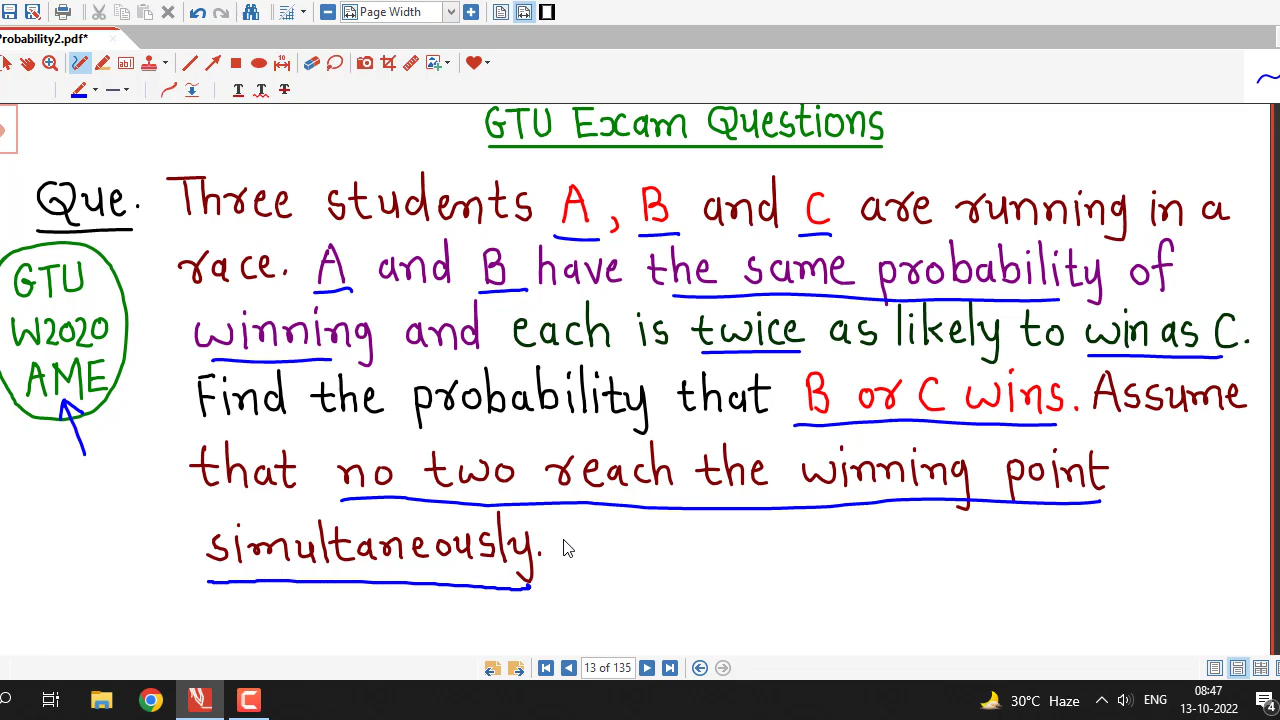 Page Width
Probability2.pdf*
GTU Exam Questions
Que. Three students A, B and C are running in a
race. A and B have the same probability of
winning and each is twice as likely to win as C.
Find the probability that B or C wins. Assume
that no two reach the winning point
simultaneously.
GTU
W2020
AME
13 of 135
30°C Haze
ENG
08:47
13-10-2022
4